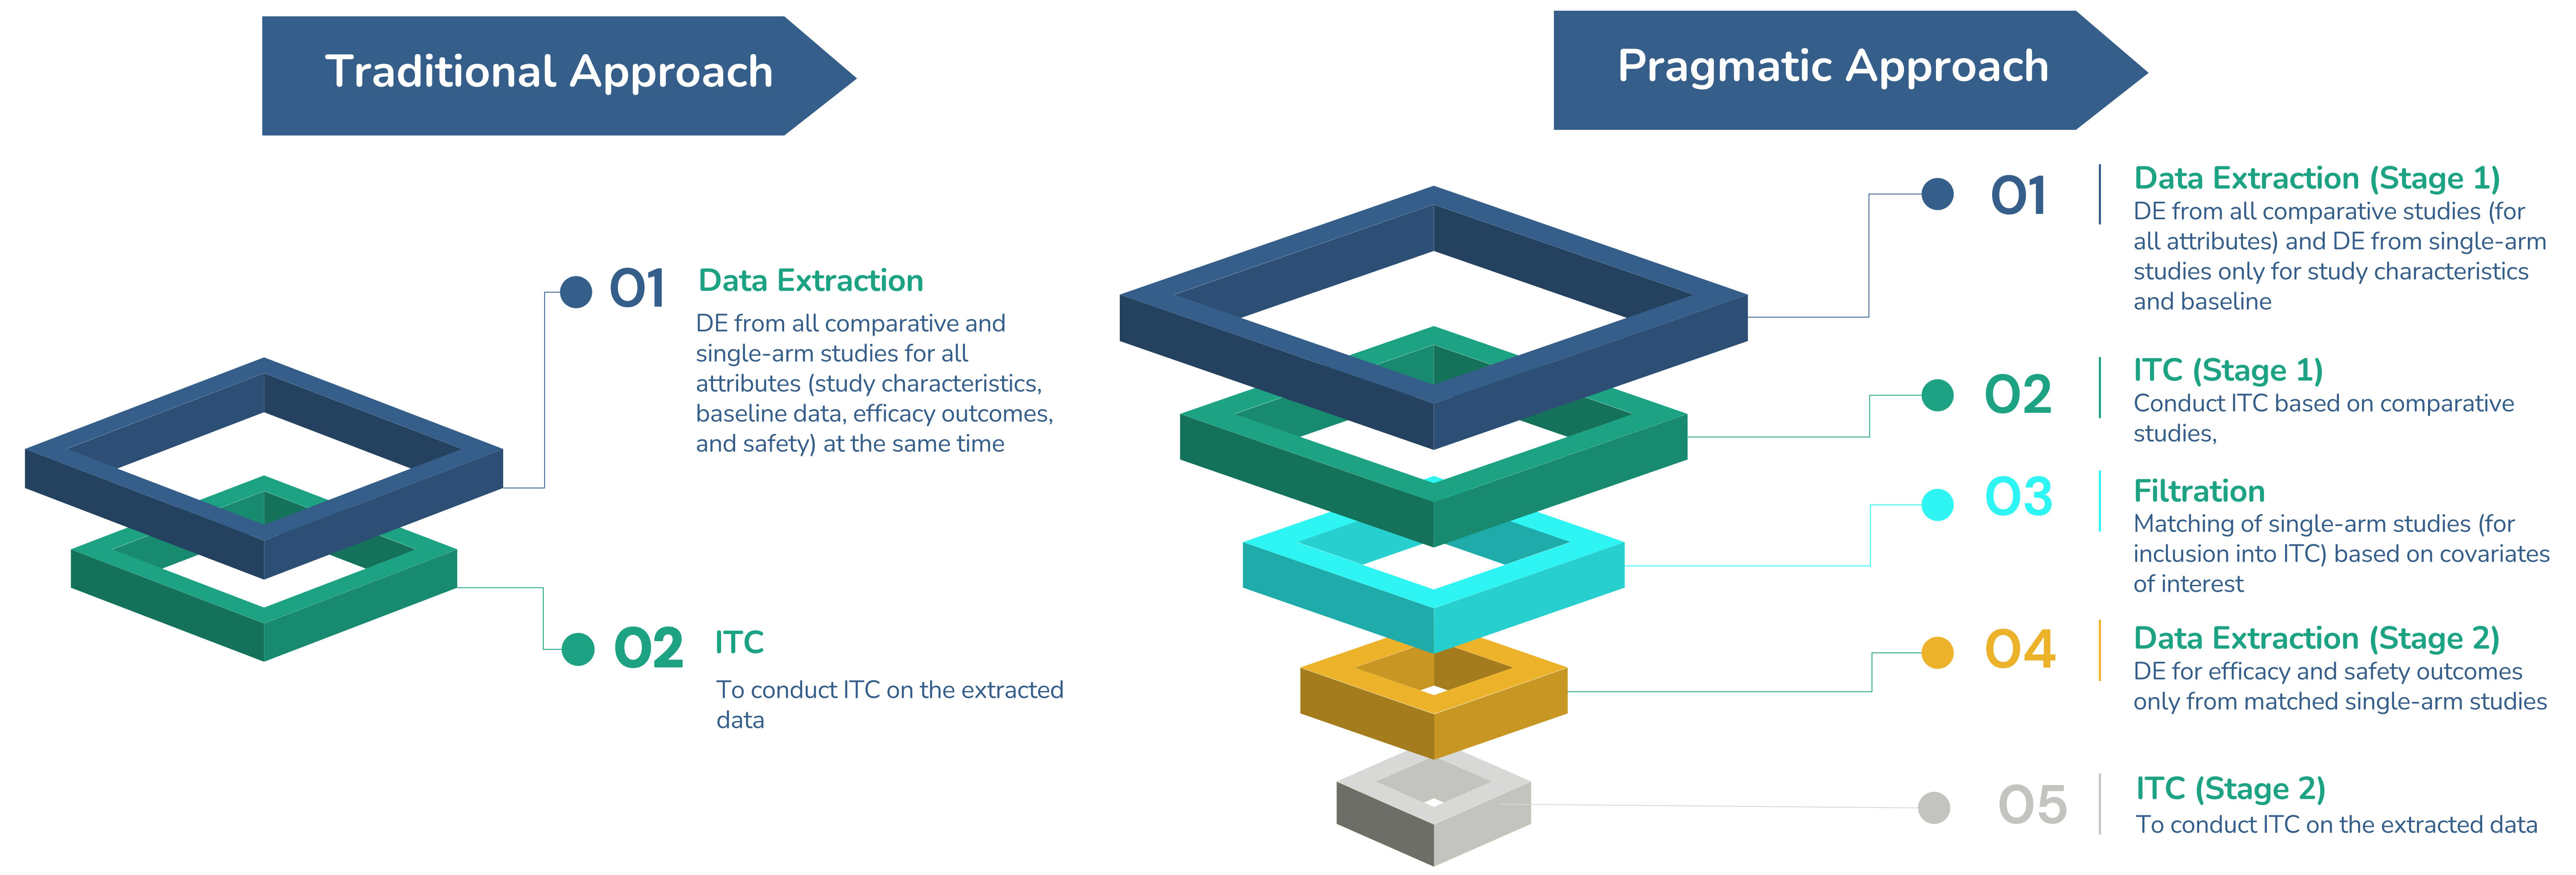 Traditional Approach
01
Data Extraction
DE from all comparative and
single-arm studies for all
attributes (study characteristics,
baseline data, efficacy outcomes,
and safety) at the same time
02
ITC
To conduct ITC on the extracted
data
Pragmatic Approach
01
Data Extraction (Stage 1)
DE from all comparative studies (for
all attributes) and DE from single-arm
studies only for study characteristics
and baseline
02
ITC (Stage 1)
Conduct ITC based on comparative
studies,
03
Filtration
Matching of single-arm studies (for
inclusion into ITC) based on covariates
of interest
04
Data Extraction (Stage 2)
DE for efficacy and safety outcomes
only from matched single-arm studies
05
ITC (Stage 2)
To conduct ITC on the extracted data